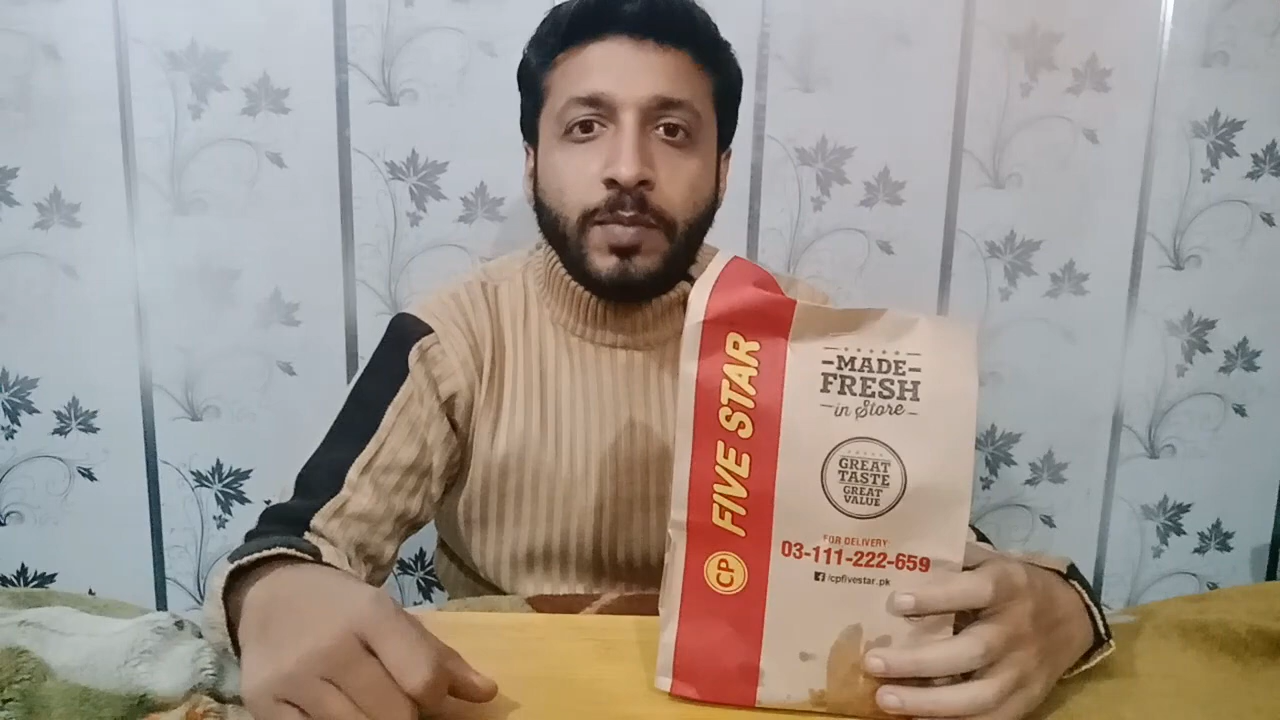 CP FIVE STAR
MADE
FRESH
in Store
GREAT
TASTE
GREAT
VALUE
FOR DELIVERY:
03-111-222-659
/cpfivestar.pk